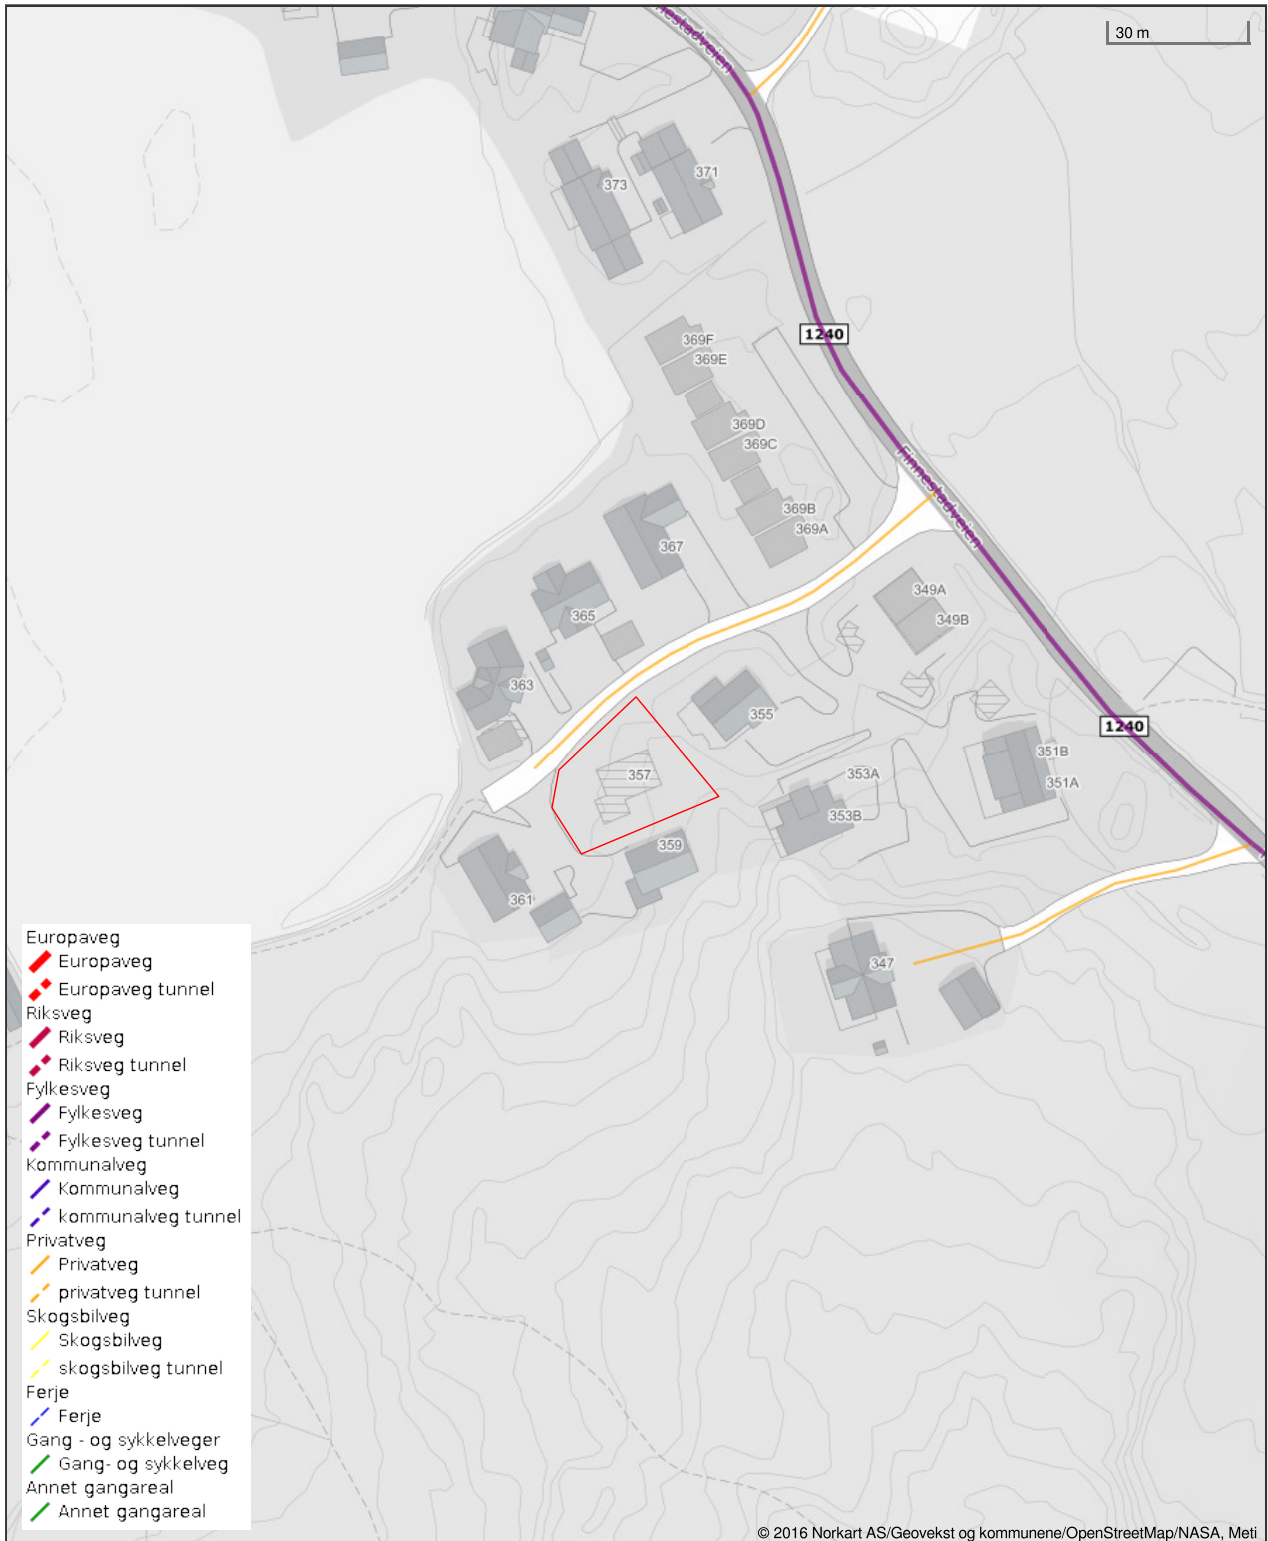 30 m
estadveien
371
373
1240
369F
369E
369D
369C
Finnestadveien
369B
369A
367
349A
365
349B
363
355
1240
351B
357
353A
351A
353B
359
361
347
Europaveg
Europaveg
Europaveg tunnel
Riksveg
Riksveg
Riksveg tunnel
Fylkesveg
Fylkesveg
Fylkesveg tunnel
Kommunalveg
Kommunalveg
kommunalveg tunnel
Privatveg
Privatveg
privatveg tunnel
Skogsbilveg
Skogsbilveg
skogsbilveg tunnel
Ferje
Ferje
Gang - og sykkelveger
Gang- og sykkelveg
Annet gangareal
Annet gangareal
© 2016 Norkart AS/Geovekst og kommunene/OpenStreetMap/NASA, Meti